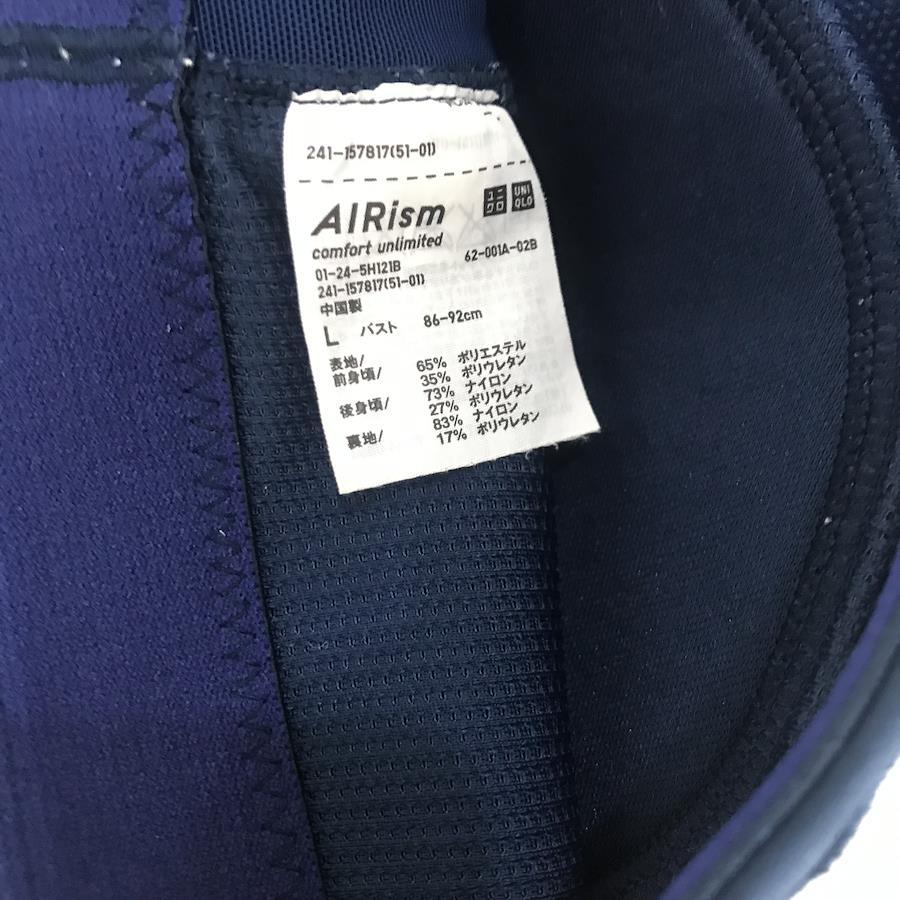 241-157817(51-01)
AIRism
ユニクロ
UNIQLO
comfort unlimited
01-24-5H121B
62-001A-02B
241-157817(51-01)
中国製
L バスト 86-92cm
表地/
前身頃/ 65% ポリエステル
35% ポリウレタン
後身頃/ 73% ナイロン
27% ポリウレタン
裏地/ 83% ナイロン
17% ポリウレタン